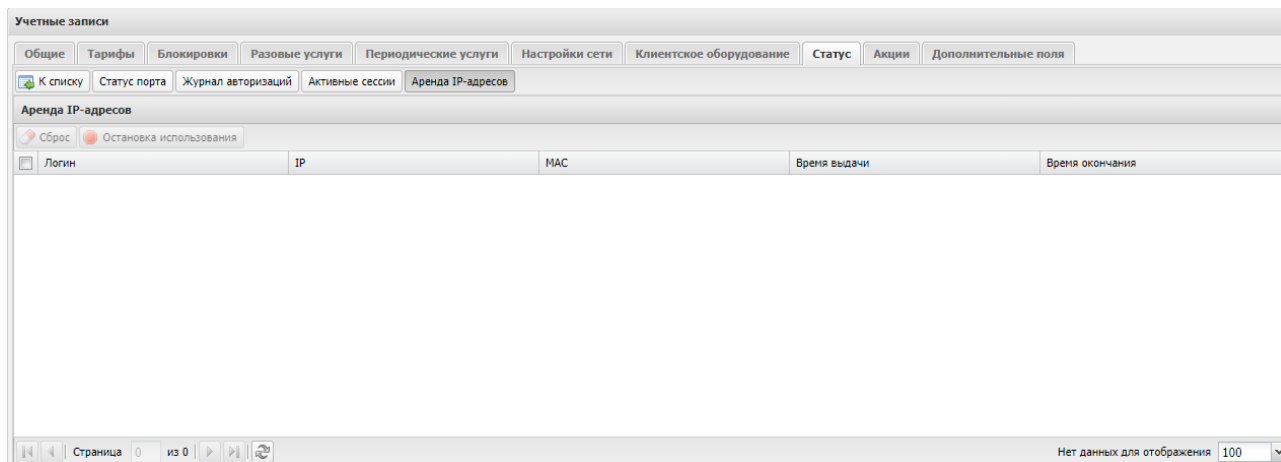 Учетные записи
Общие Тарифы Блокировки Разовые услуги Периодические услуги Настройки сети Клиентское оборудование Статус Акции Дополнительные поля
К списку Статус порта Журнал авторизаций Активные сессии Аренда IP-адресов
Аренда IP-адресов
Сброс Остановка использования
Логин IP MAC Время выдачи Время окончания
Страница 0 из 0 Нет данных для отображения 100